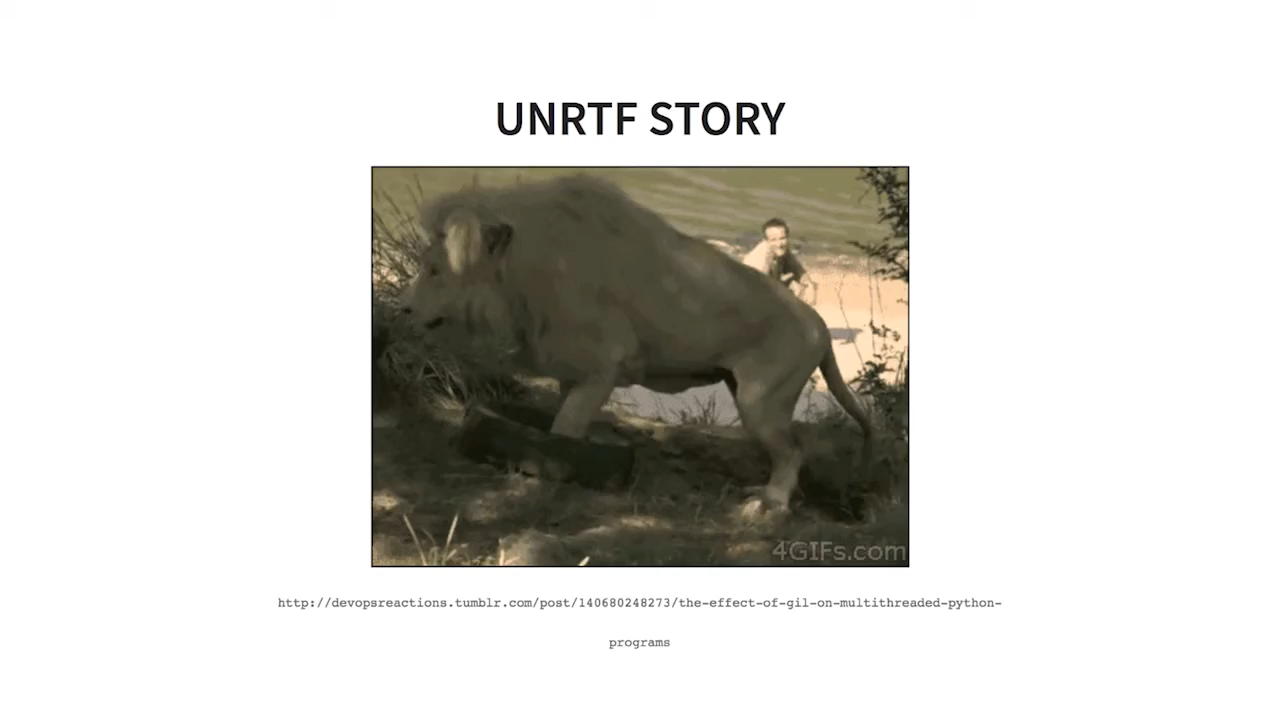 UNRTF STORY
4GIFs.com
http://devopsreactions.tumblr.com/post/140680248273/the-effect-of-gil-on-multithreaded-python-
programs